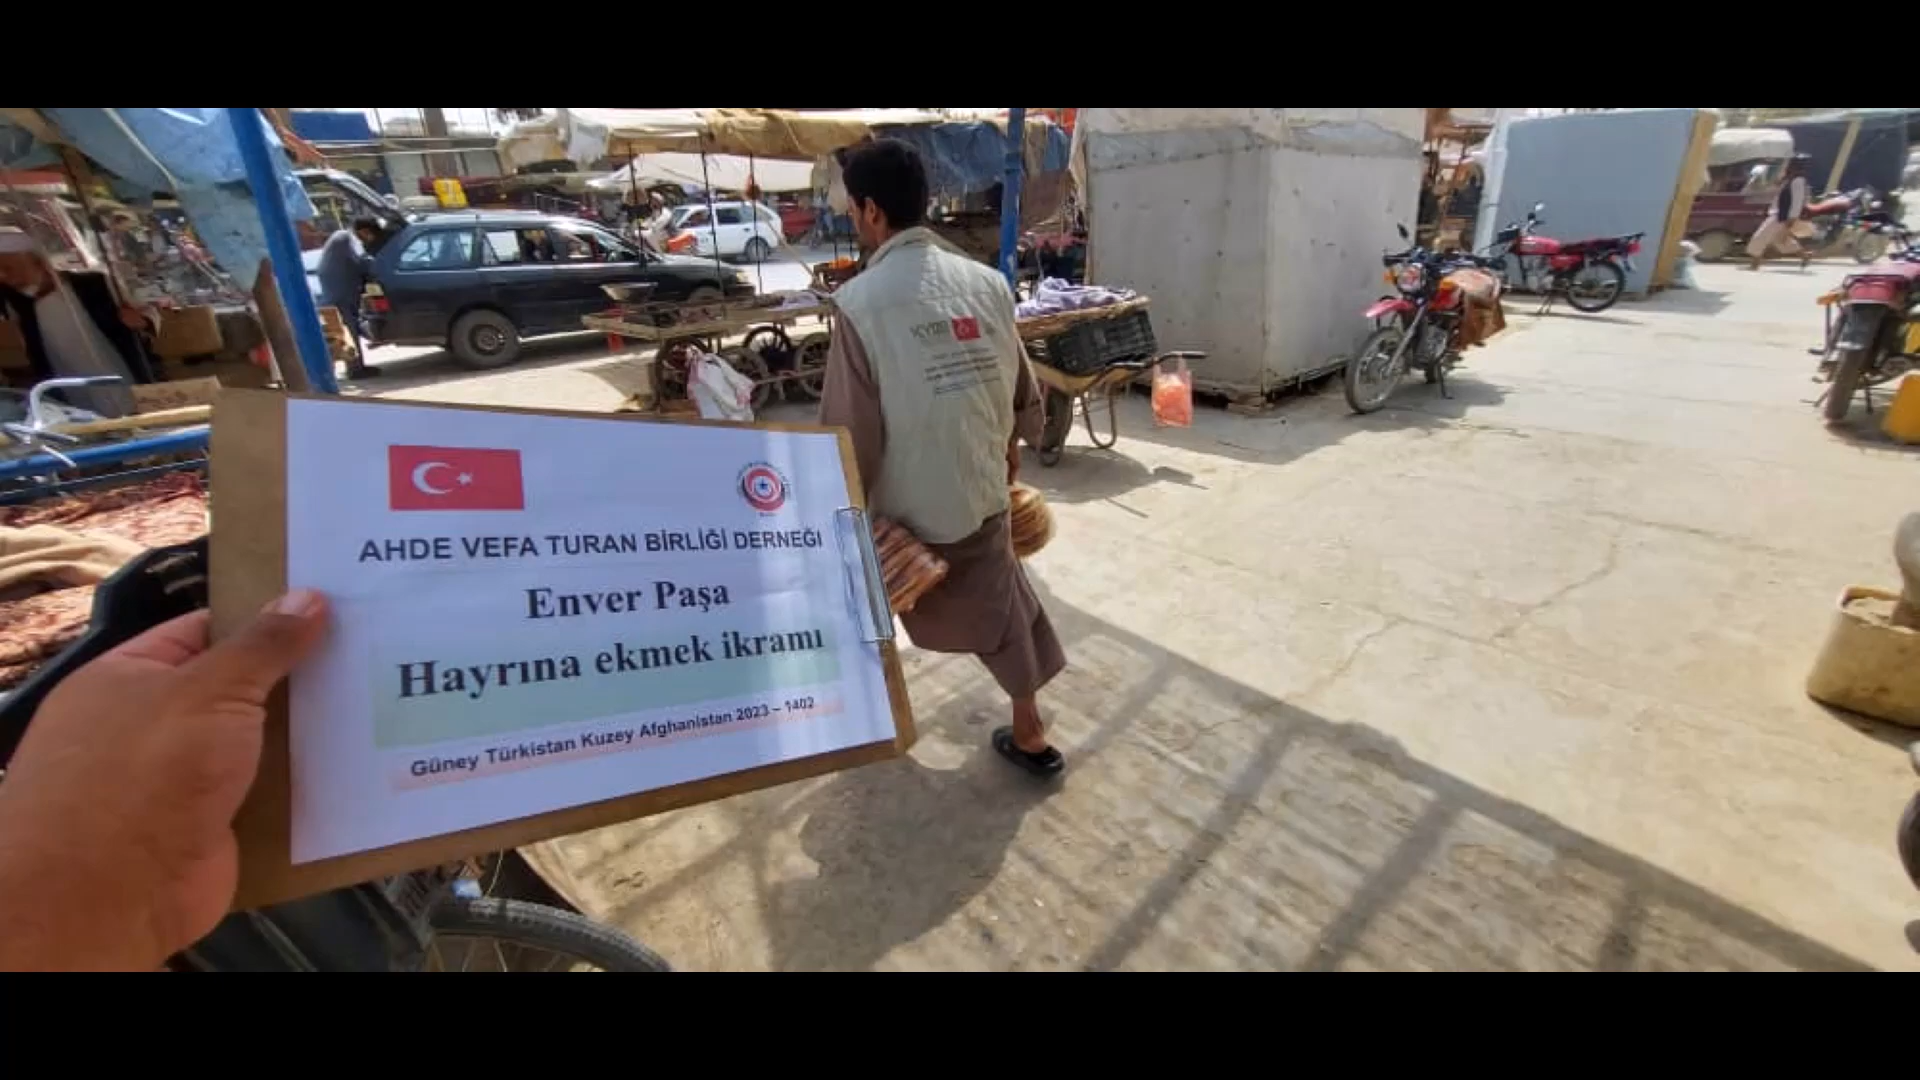 AHDE VEFA TURAN BİRLİĞİ DERNEĞİ
Enver Paşa
Hayrına ekmek ikramı
Güney Türkistan Kuzey Afghanistan 2023 – 1402